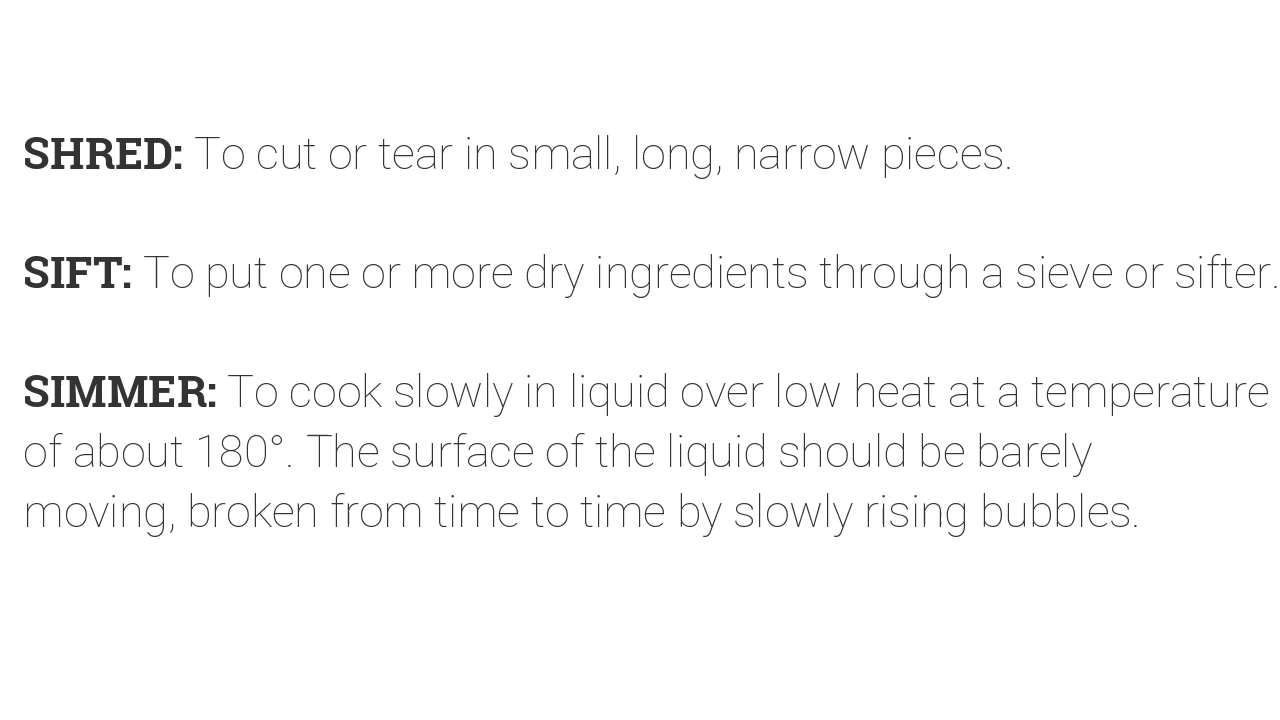 SHRED: To cut or tear in small, long, narrow pieces.
SIFT: To put one or more dry ingredients through a sieve or sifter.
SIMMER: To cook slowly in liquid over low heat at a temperature
of about 180°. The surface of the liquid should be barely
moving, broken from time to time by slowly rising bubbles.